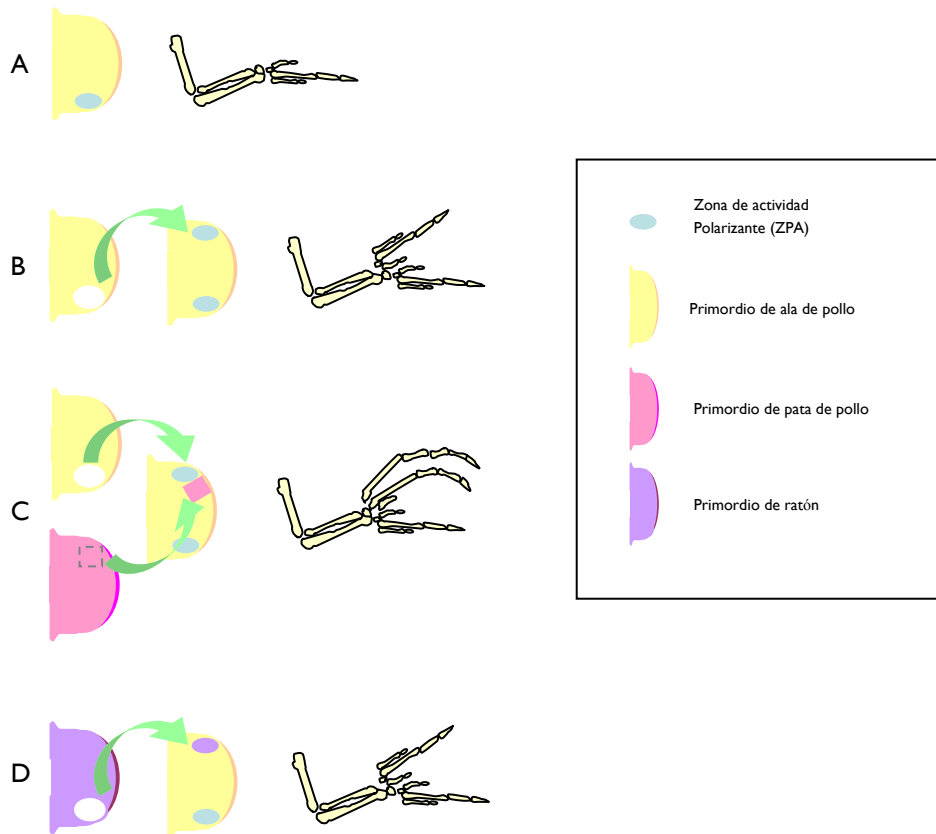 A
B
C
D
Zona de actividad
Polarizante (ZPA)
Primordio de ala de pollo
Primordio de pata de pollo
Primordio de ratón